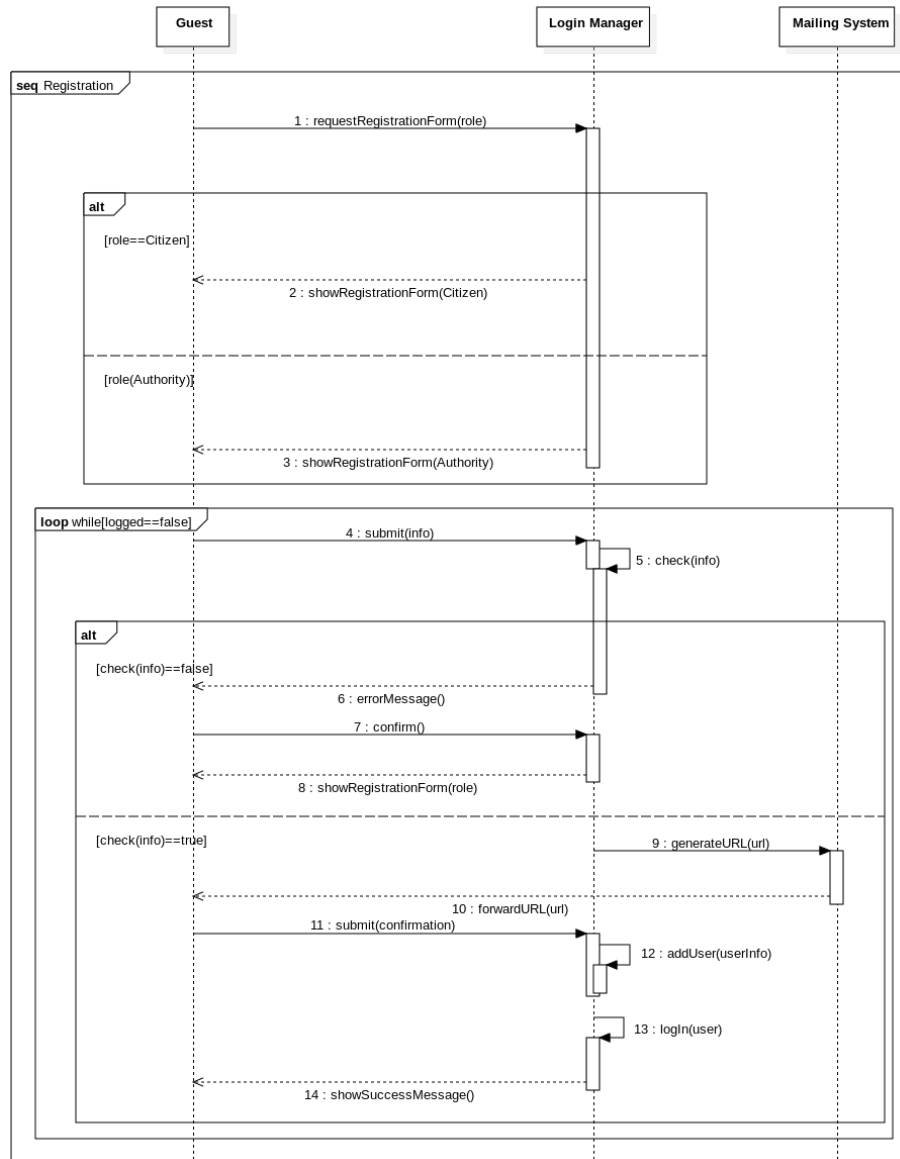 Guest
Login Manager
Mailing System
seq Registration
1 : requestRegistrationForm(role)
alt
[role==Citizen]
2 : showRegistrationForm(Citizen)
[role(Authority)]
3 : showRegistrationForm(Authority)
loop while[logged==false]
4 : submit(info)
5 : check(info)
alt
[check(info)==false]
6 : errorMessage()
7 : confirm()
8 : showRegistrationForm(role)
[check(info)==true]
9 : generateURL(url)
10 : forwardURL(url)
11 : submit(confirmation)
12 : addUser(userInfo)
13 : logIn(user)
14 : showSuccessMessage()